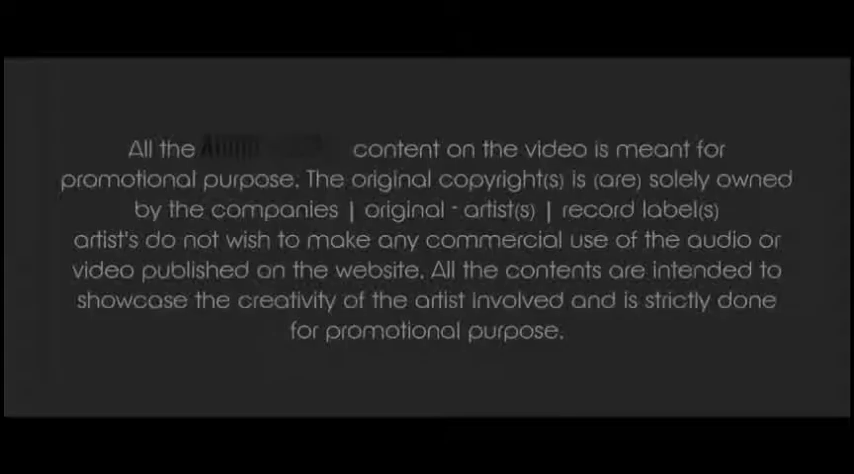 All the content on the video is meant for
promotional purpose. The original copyright(s) is (are) solely owned
by the companies | original - artist(s) | record label(s)
artist's do not wish to make any commercial use of the audio or
video published on the website. All the contents are intended to
showcase the creativity of the artist involved and is strictly done
for promotional purpose.